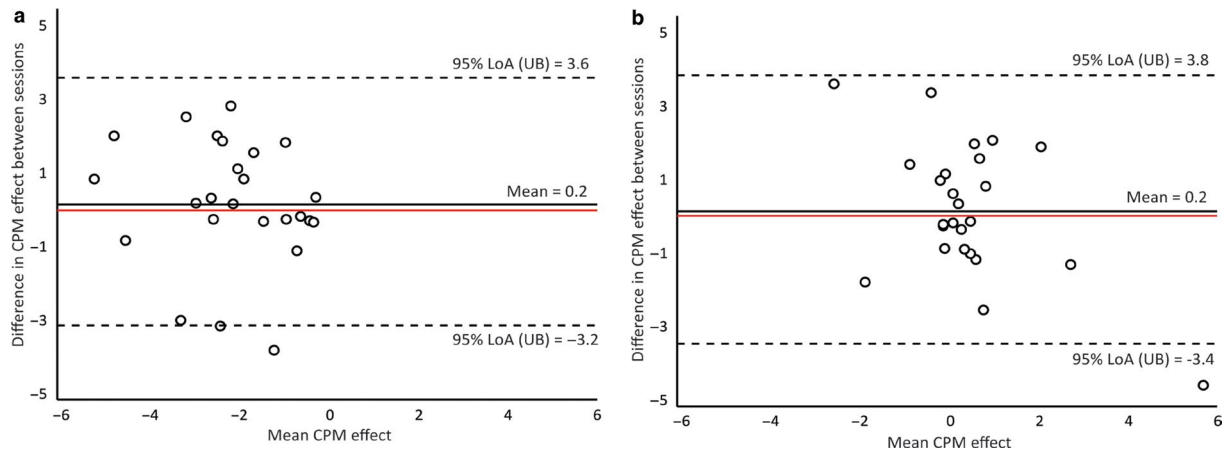 a
Difference in CPM effect between sessions
5
3
1
−1
−3
−5
95% LoA (UB) = 3.6
Mean = 0.2
95% LoA (UB) = −3.2
−6
−4
−2
0
2
4
6
Mean CPM effect
b
Difference in CPM effect between sessions
5
3
1
−1
−3
−5
95% LoA (UB) = 3.8
Mean = 0.2
95% LoA (UB) = -3.4
−6
−4
−2
0
2
4
6
Mean CPM effect